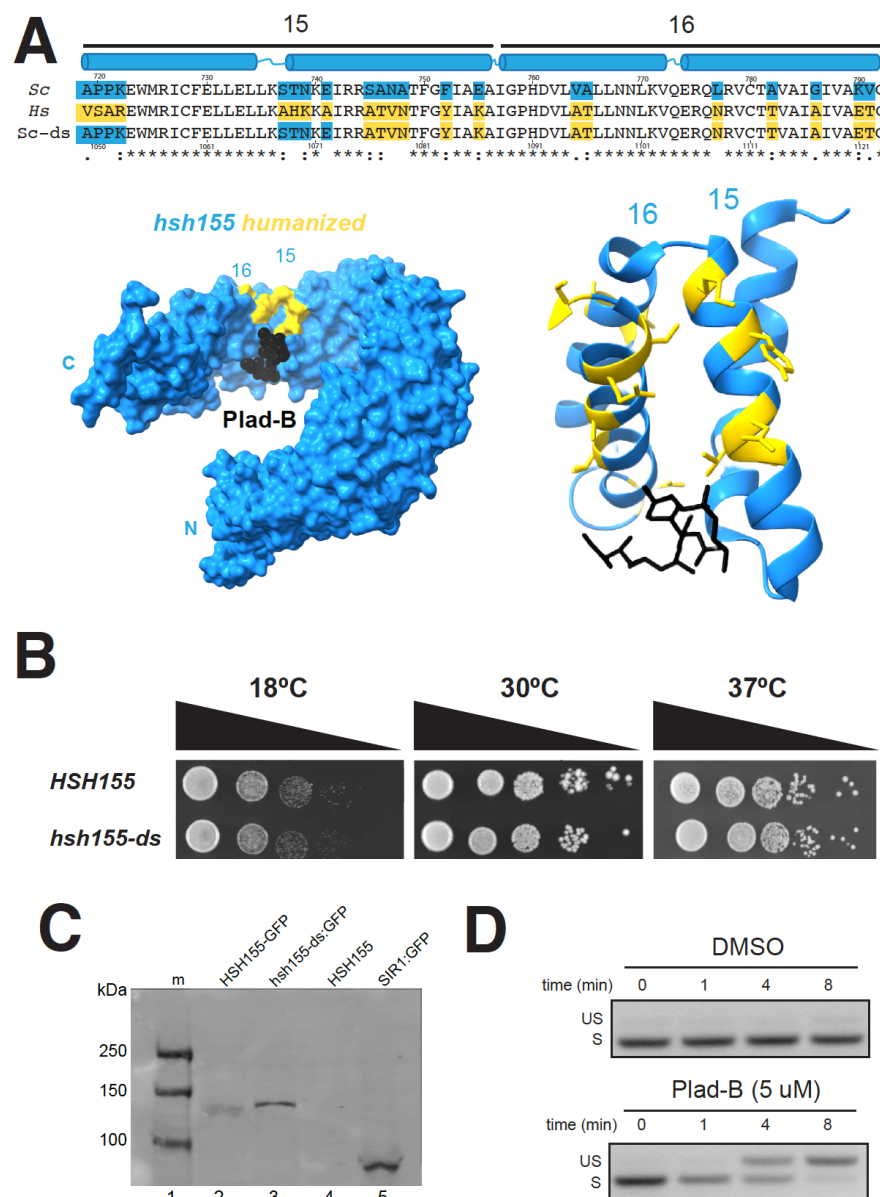 A
15 16
720 730 740 750 760 770 780 790
Sc APPKEWMRICFELLELLKSTNKEIRRSANATFGFIAEAIGPHDVLVALLNNLKVQERQLRVCTAVAIGIVAKVC
Hs VSAREWMRICFELLELLKAHKKAIRRATVNTFGYIAKAIGPHDVLATLLNNLKVQERQNRVCTTVAIAIVAETC
Sc-ds APPKEWMRICFELLELLKSTNKEIRRATVNTFGYIAKAIGPHDVLATLLNNLKVQERQNRVCTTVAIAIVAETC
1050 1061 1071 1081 1091 1101 1111 1121
hsh155 humanized
16 15
C
Plad-B
N
16 15
B
18ºC 30ºC 37ºC
HSH155
hsh155-ds
C
HSH155-GFP hsh155-ds:GFP HSH155 SIR1:GFP
kDa m
250
150
100
1 2 3 4 5
D
DMSO
time (min) 0 1 4 8
US
S
Plad-B (5 uM)
time (min) 0 1 4 8
US
S